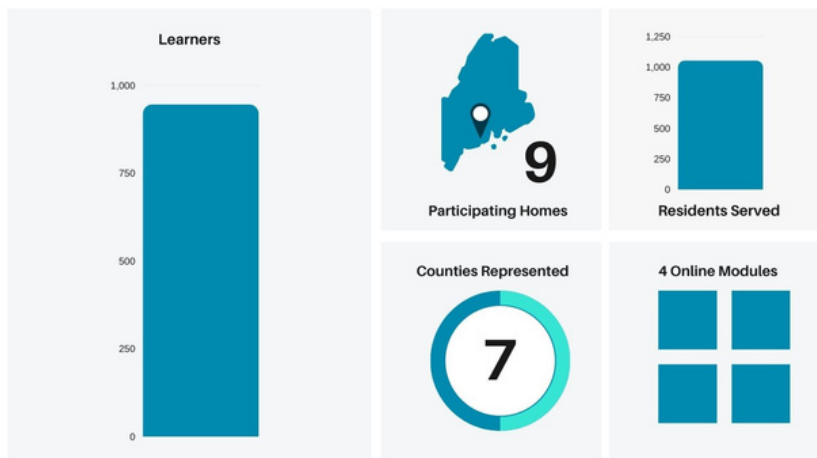 Learners
1,000
750
500
250
0
9
Participating Homes
1,250
1,000
750
500
250
0
Residents Served
Counties Represented
7
4 Online Modules